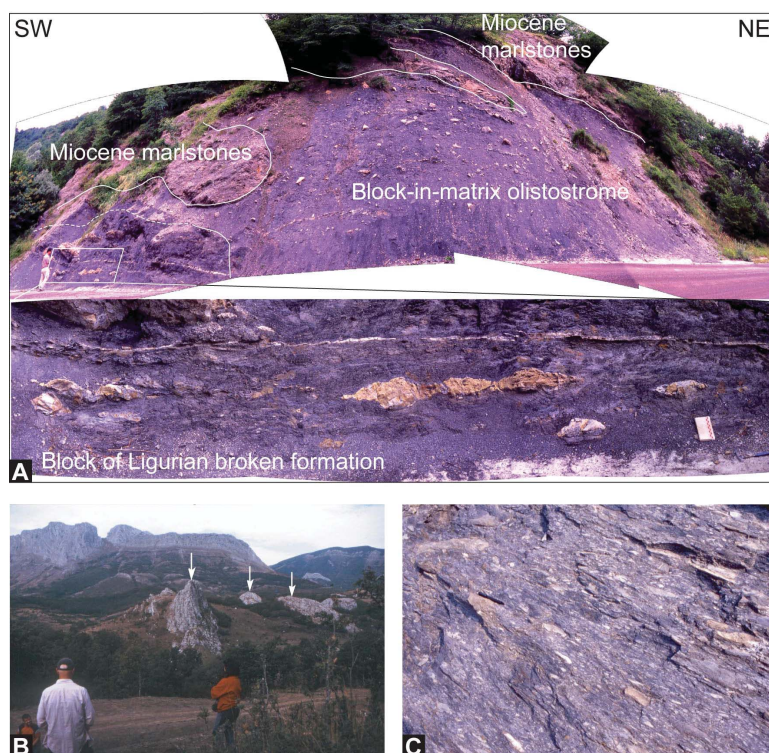 SW
Miocene
marlstones
NE
Miocene marlstones
Block-in-matrix olistostrome
Block of Ligurian broken formation
A
B
C